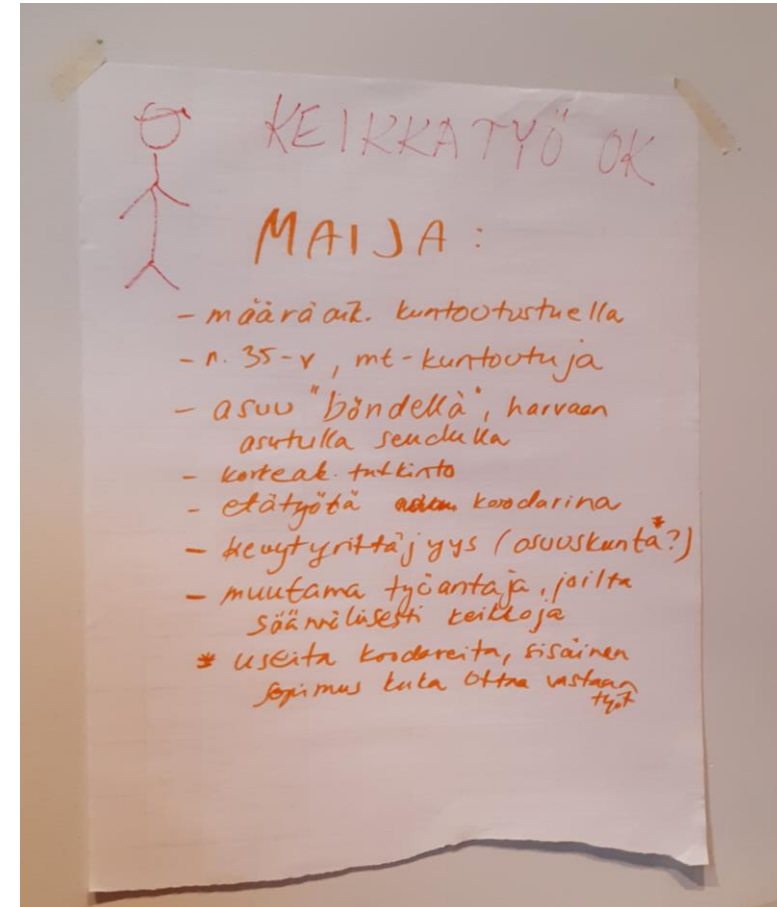 KEIKKATYÖ OK
MAIJA:
- määräaik. kuntoutustuella
- n. 35-v, mt-kuntoutuja
- asuu "böndellä", harvaan
asutulla seudulla
- korkeak. tutkinto
- etätyötä koodarina
- kevytyrittäjyys (osuuskunta*?)
- muutama työantaja, joilta
säännöllisesti keikkoja
* useita koodareita, sisäinen
sopimus kuka ottaa vastaan
työt